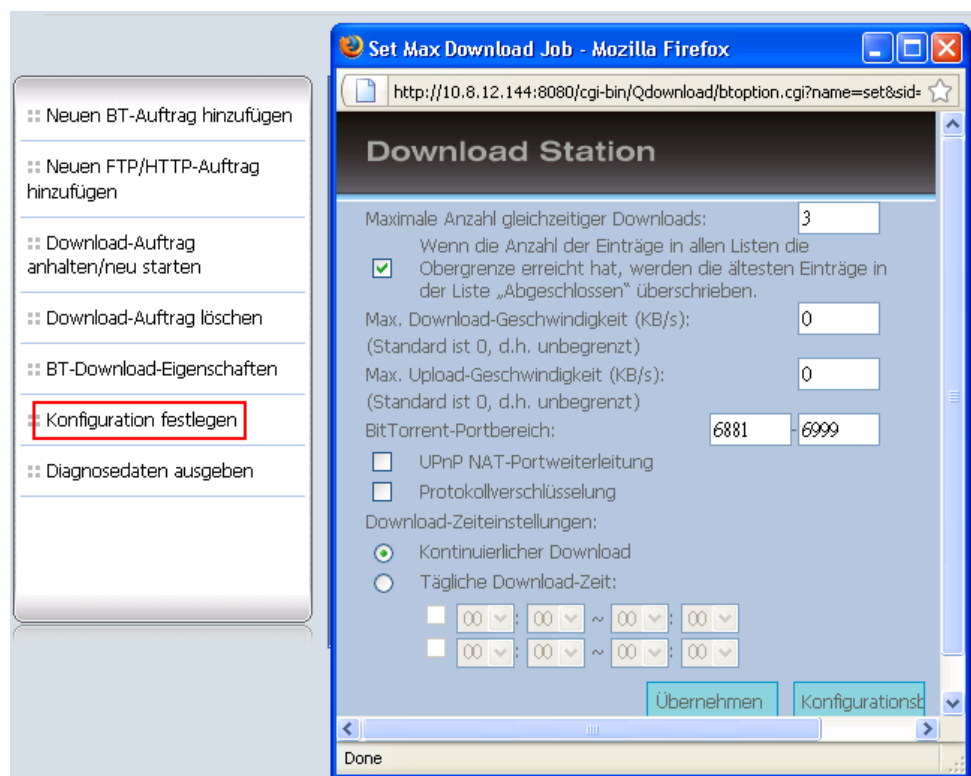 Neuen BT-Auftrag hinzufügen
Neuen FTP/HTTP-Auftrag
hinzufügen
Download-Auftrag
anhalten/neu starten
Download-Auftrag löschen
BT-Download-Eigenschaften
Konfiguration festlegen
Diagnosedaten ausgeben
Set Max Download Job - Mozilla Firefox
http://10.8.12.144:8080/cgi-bin/Qdownload/btoption.cgi?name=set&sid=
Download Station
Maximale Anzahl gleichzeitiger Downloads: 3
Wenn die Anzahl der Einträge in allen Listen die
Obergrenze erreicht hat, werden die ältesten Einträge in
der Liste „Abgeschlossen“ überschrieben.
Max. Download-Geschwindigkeit (KB/s): 0
(Standard ist 0, d.h. unbegrenzt)
Max. Upload-Geschwindigkeit (KB/s): 0
(Standard ist 0, d.h. unbegrenzt)
BitTorrent-Portbereich: 6881 - 6999
UPnP NAT-Portweiterleitung
Protokollverschlüsselung
Download-Zeiteinstellungen:
Kontinuierlicher Download
Tägliche Download-Zeit:
00 : 00 ~ 00 : 00
00 : 00 ~ 00 : 00
Übernehmen Konfigurationsb
Done